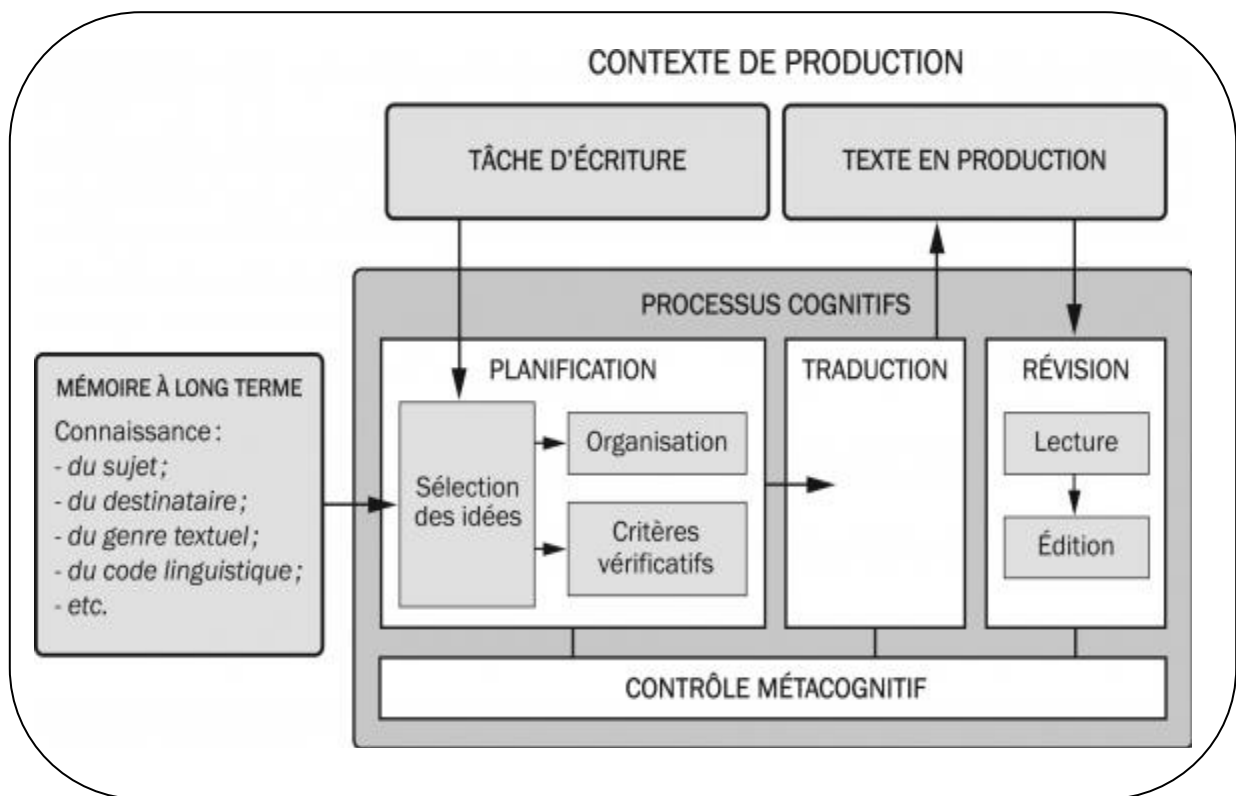 CONTEXTE DE PRODUCTION
TÂCHE D'ÉCRITURE
TEXTE EN PRODUCTION
PROCESSUS COGNITIFS
MÉMOIRE À LONG TERME
Connaissance :
- du sujet ;
- du destinataire ;
- du genre textuel ;
- du code linguistique ;
- etc.
PLANIFICATION
Sélection
des idées
Organisation
Critères
vérificatifs
TRADUCTION
RÉVISION
Lecture
Édition
CONTRÔLE MÉTACOGNITIF